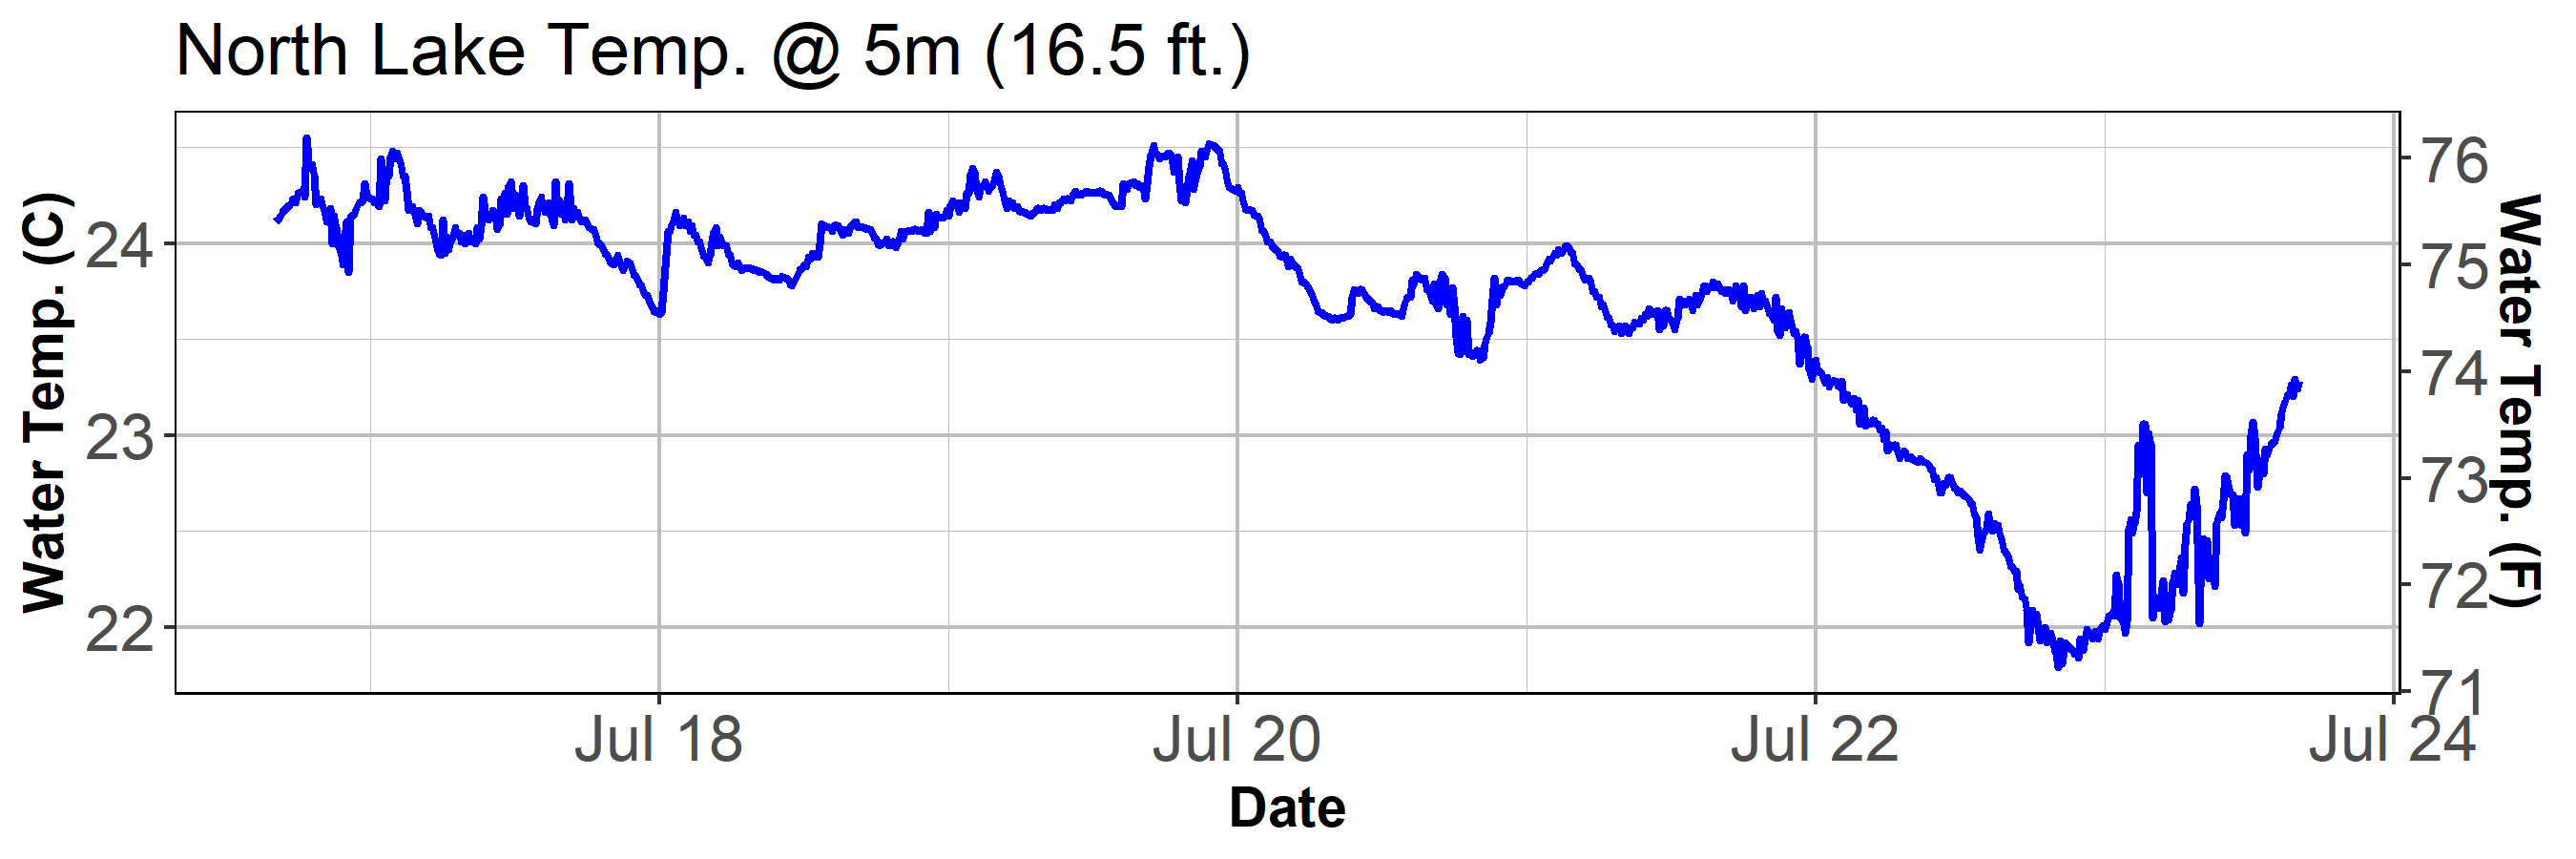 North Lake Temp. @ 5m (16.5 ft.)
Water Temp. (C)
24
23
22
76
75
74
73
72
71
Water Temp. (F)
Jul 18
Jul 20
Jul 22
Jul 24
Date